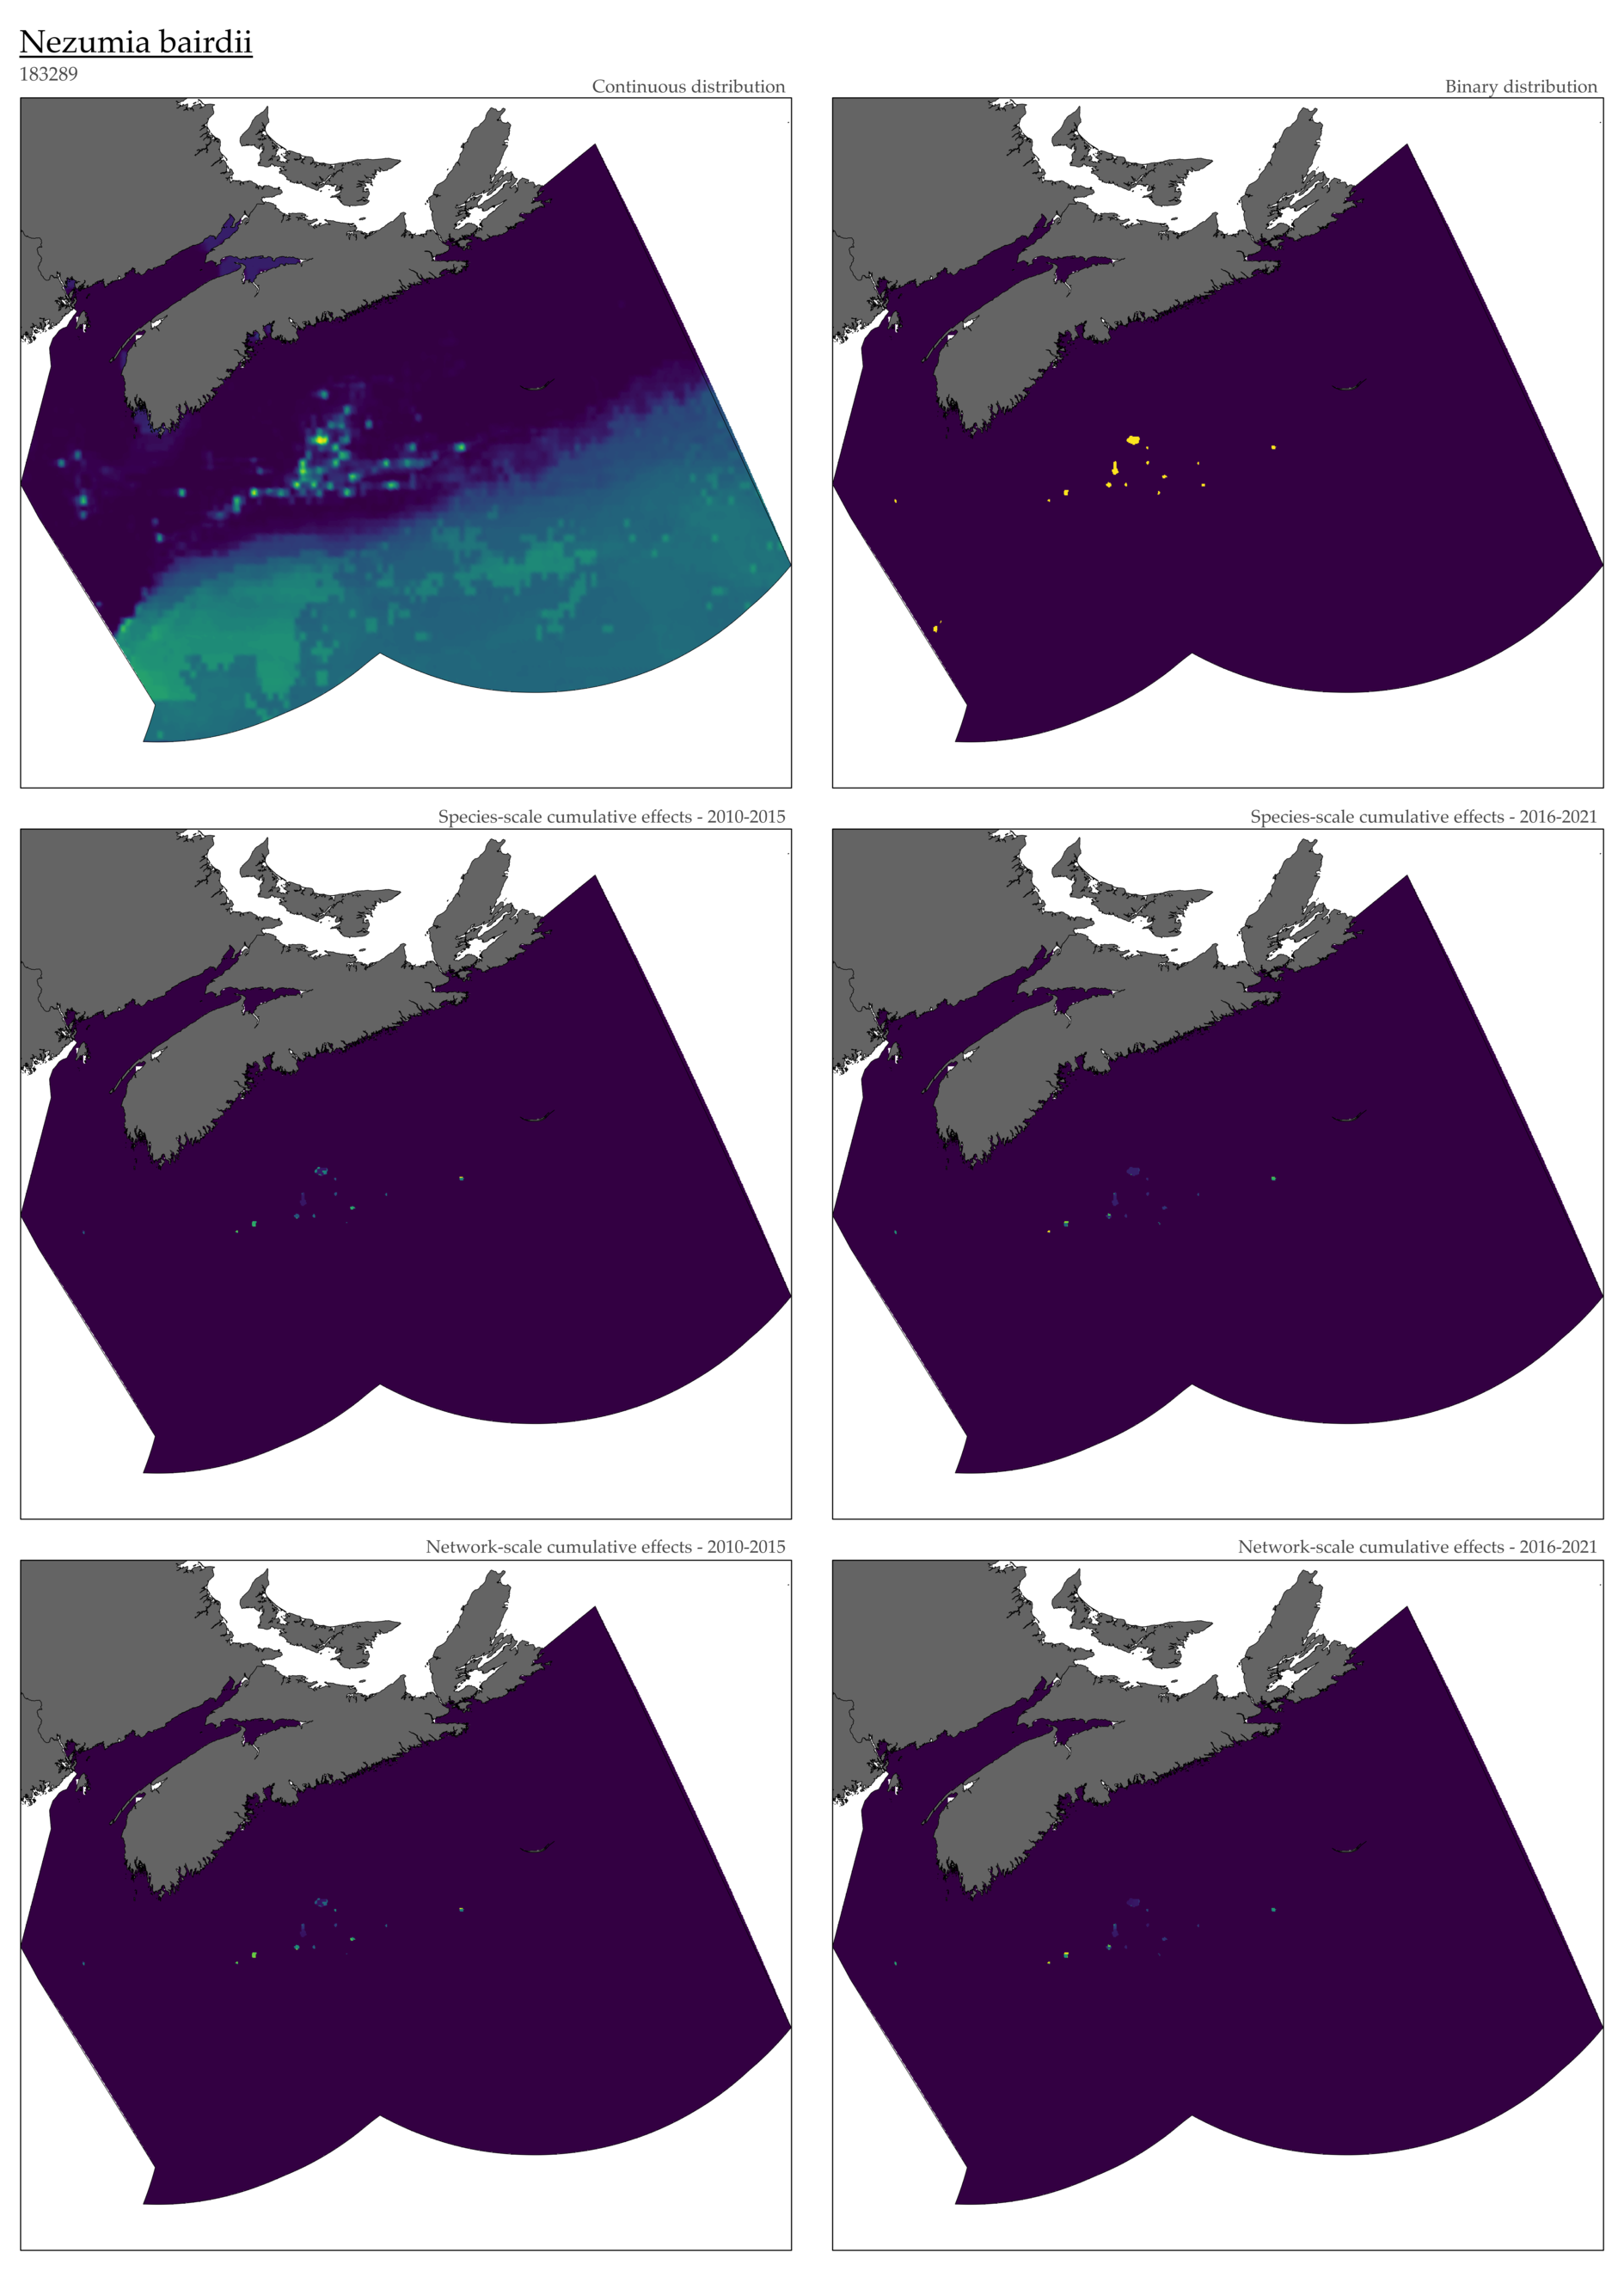 Nezumia bairdii
183289
Continuous distribution
Binary distribution
Species-scale cumulative effects - 2010-2015
Species-scale cumulative effects - 2016-2021
Network-scale cumulative effects - 2010-2015
Network-scale cumulative effects - 2016-2021